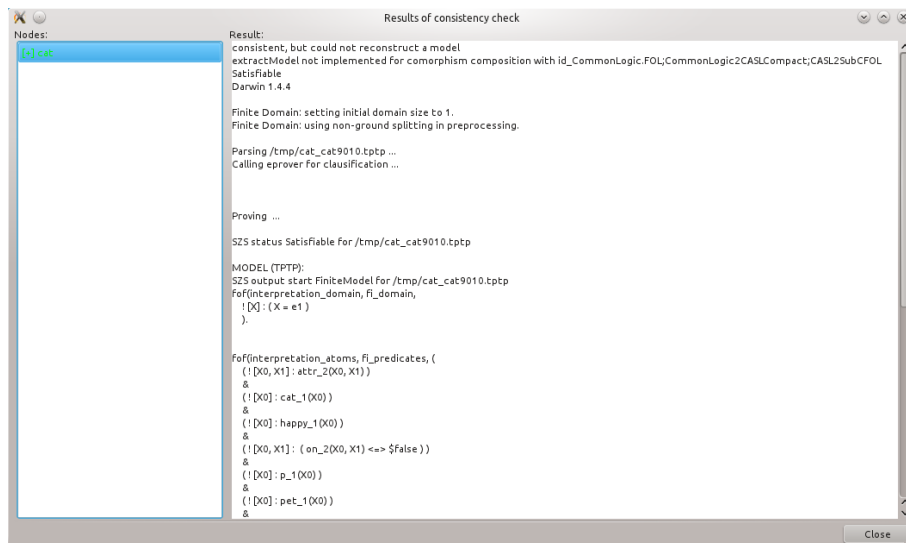 Results of consistency check
Nodes:
Result:
[+] cat
consistent, but could not reconstruct a model
extractModel not implemented for comorphism composition with id_CommonLogic.FOL;CommonLogic2CASLCompact;CASL2SubCFOL
Satisfiable
Darwin 1.4.4
Finite Domain: setting initial domain size to 1.
Finite Domain: using non-ground splitting in preprocessing.
Parsing /tmp/cat_cat9010.tptp ...
Calling eprover for clausification ...
Proving ...
SZS status Satisfiable for /tmp/cat_cat9010.tptp
MODEL (TPTP):
SZS output start FiniteModel for /tmp/cat_cat9010.tptp
fof(interpretation_domain, fi_domain,
! [X] : ( X = e1 )
).
fof(interpretation_atoms, fi_predicates, (
( ! [X0, X1] : attr_2(X0, X1) )
&
( ! [X0] : cat_1(X0) )
&
( ! [X0] : happy_1(X0) )
&
( ! [X0, X1] : ( on_2(X0, X1) <=> $false ) )
&
( ! [X0] : p_1(X0) )
&
( ! [X0] : pet_1(X0) )
&
Close